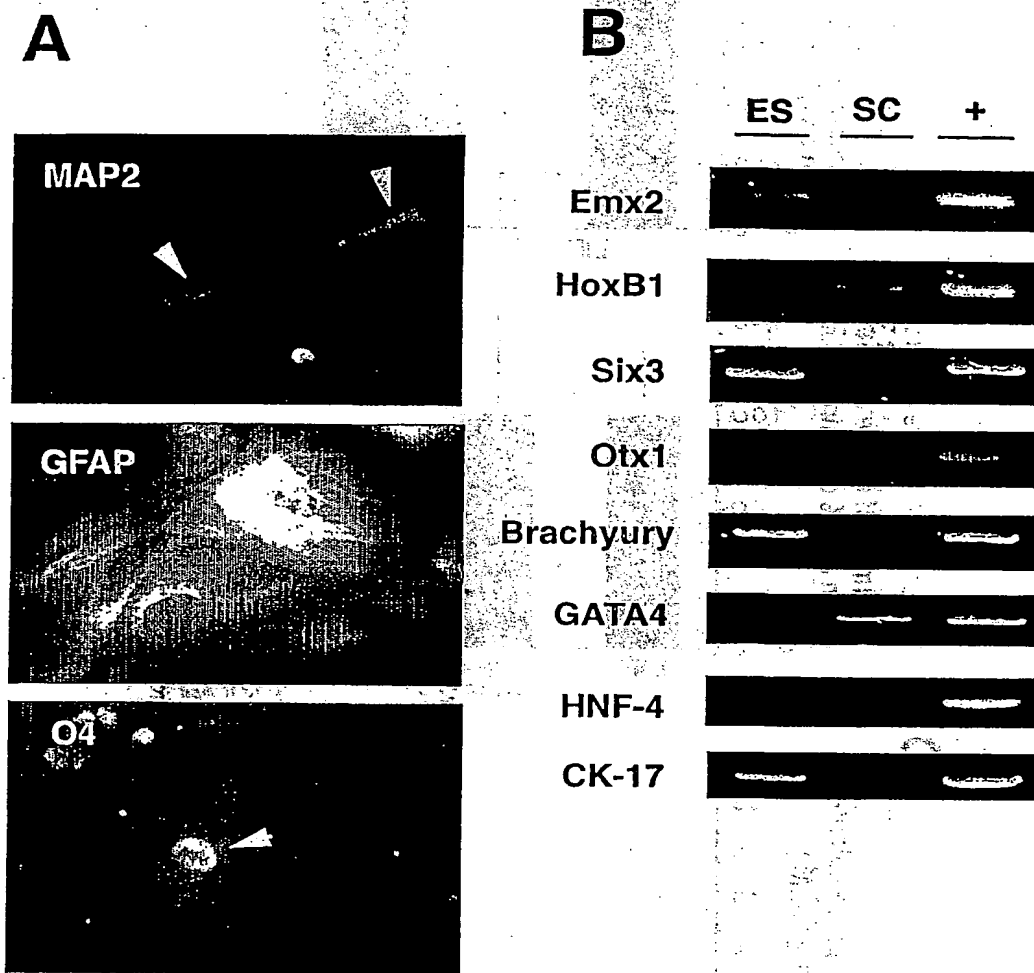 A
MAP2
GFAP
O4
B
ES SC +
Emx2
HoxB1
Six3
Otx1
Brachyury
GATA4
HNF-4
CK-17